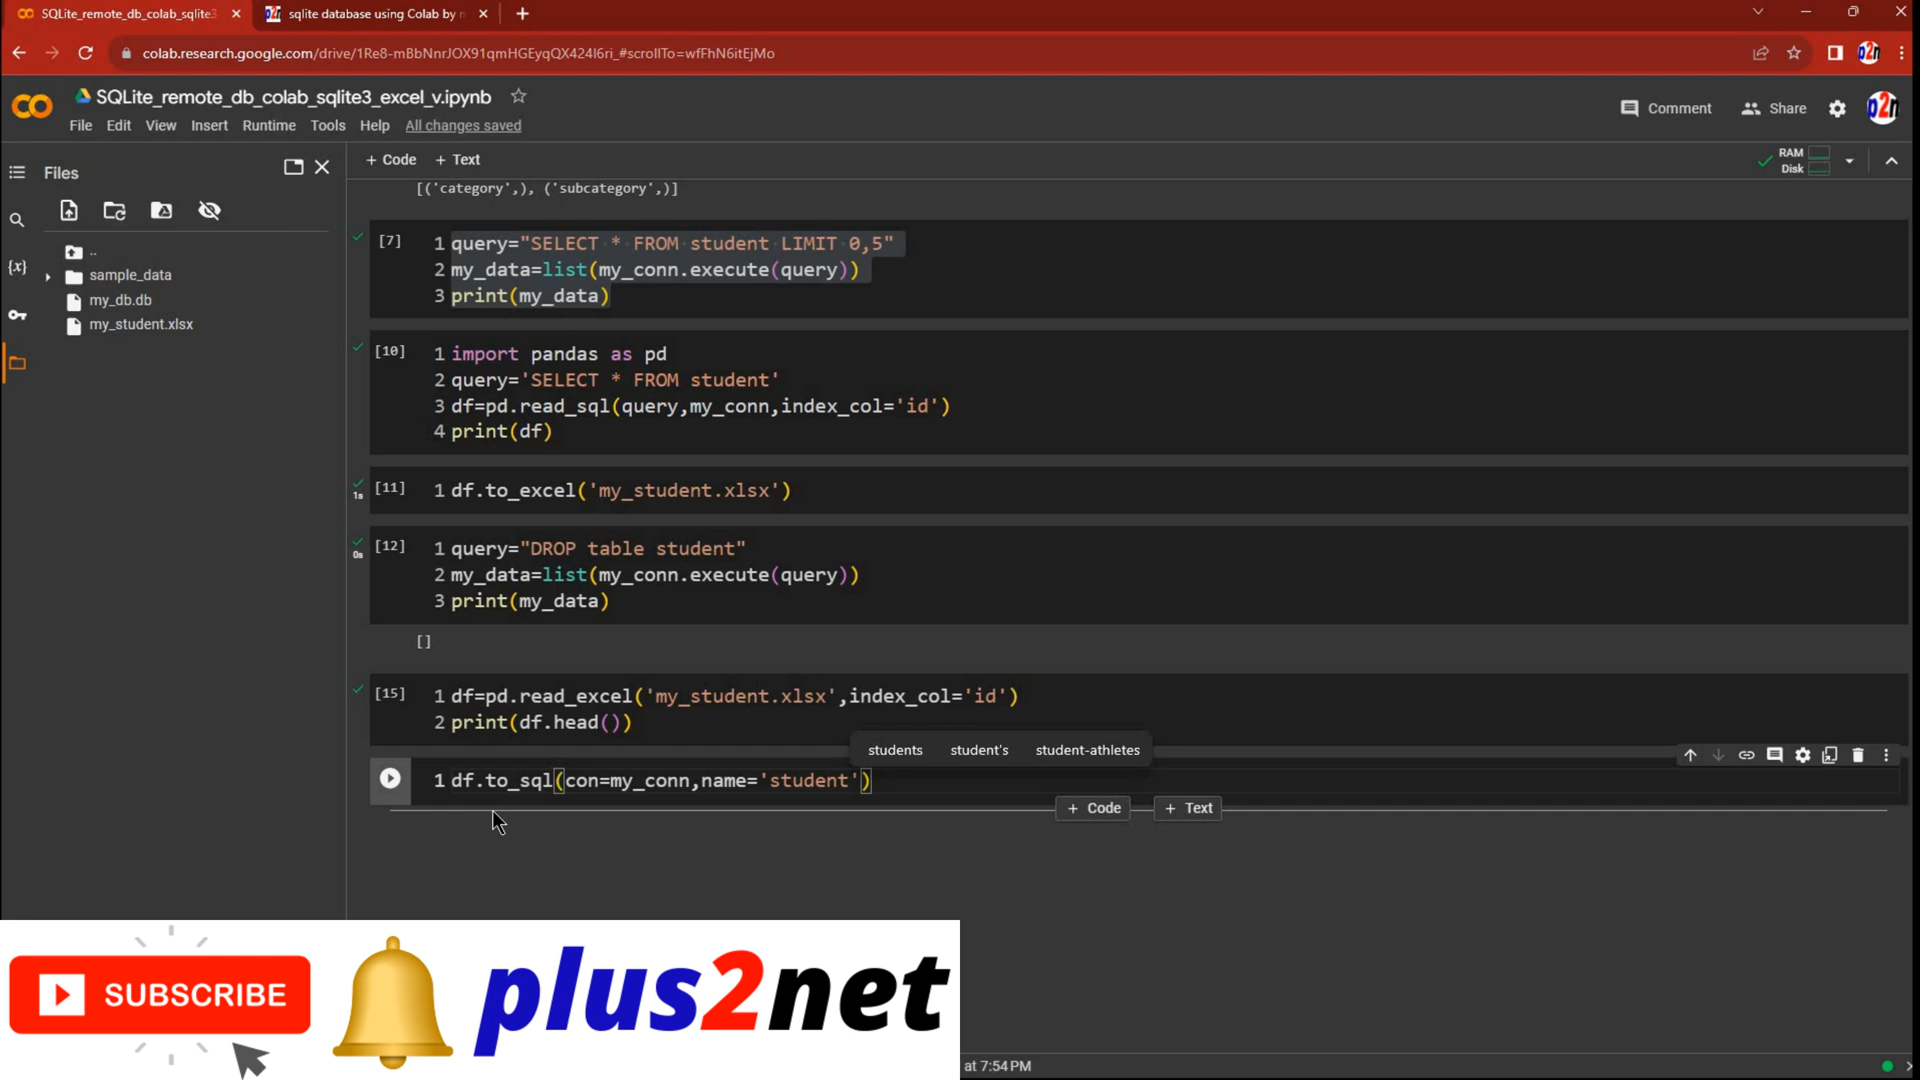 SQLite_remote_db_colab_sqlite3
sqlite database using Colab by
colab.research.google.com/drive/1Re8-mBbNnrJOX91qmHGEyqQX424l6ri_#scrollTo=wfFhN6itEjMo
SQLite_remote_db_colab_sqlite3_excel_v.ipynb
Comment
Share
File Edit View Insert Runtime Tools Help All changes saved
Files
+ Code + Text
RAM
Disk
[('category',), ('subcategory',)]
..
sample_data
my_db.db
my_student.xlsx
[7]
1 query="SELECT * FROM student LIMIT 0,5"
2 my_data=list(my_conn.execute(query))
3 print(my_data)
[10]
1 import pandas as pd
2 query='SELECT * FROM student'
3 df=pd.read_sql(query,my_conn,index_col='id')
4 print(df)
1s
[11]
1 df.to_excel('my_student.xlsx')
0s
[12]
1 query="DROP table student"
2 my_data=list(my_conn.execute(query))
3 print(my_data)
[]
[15]
1 df=pd.read_excel('my_student.xlsx',index_col='id')
2 print(df.head())
students student's student-athletes
1 df.to_sql(con=my_conn,name='student')
+ Code + Text
SUBSCRIBE
plus2net
at 7:54 PM